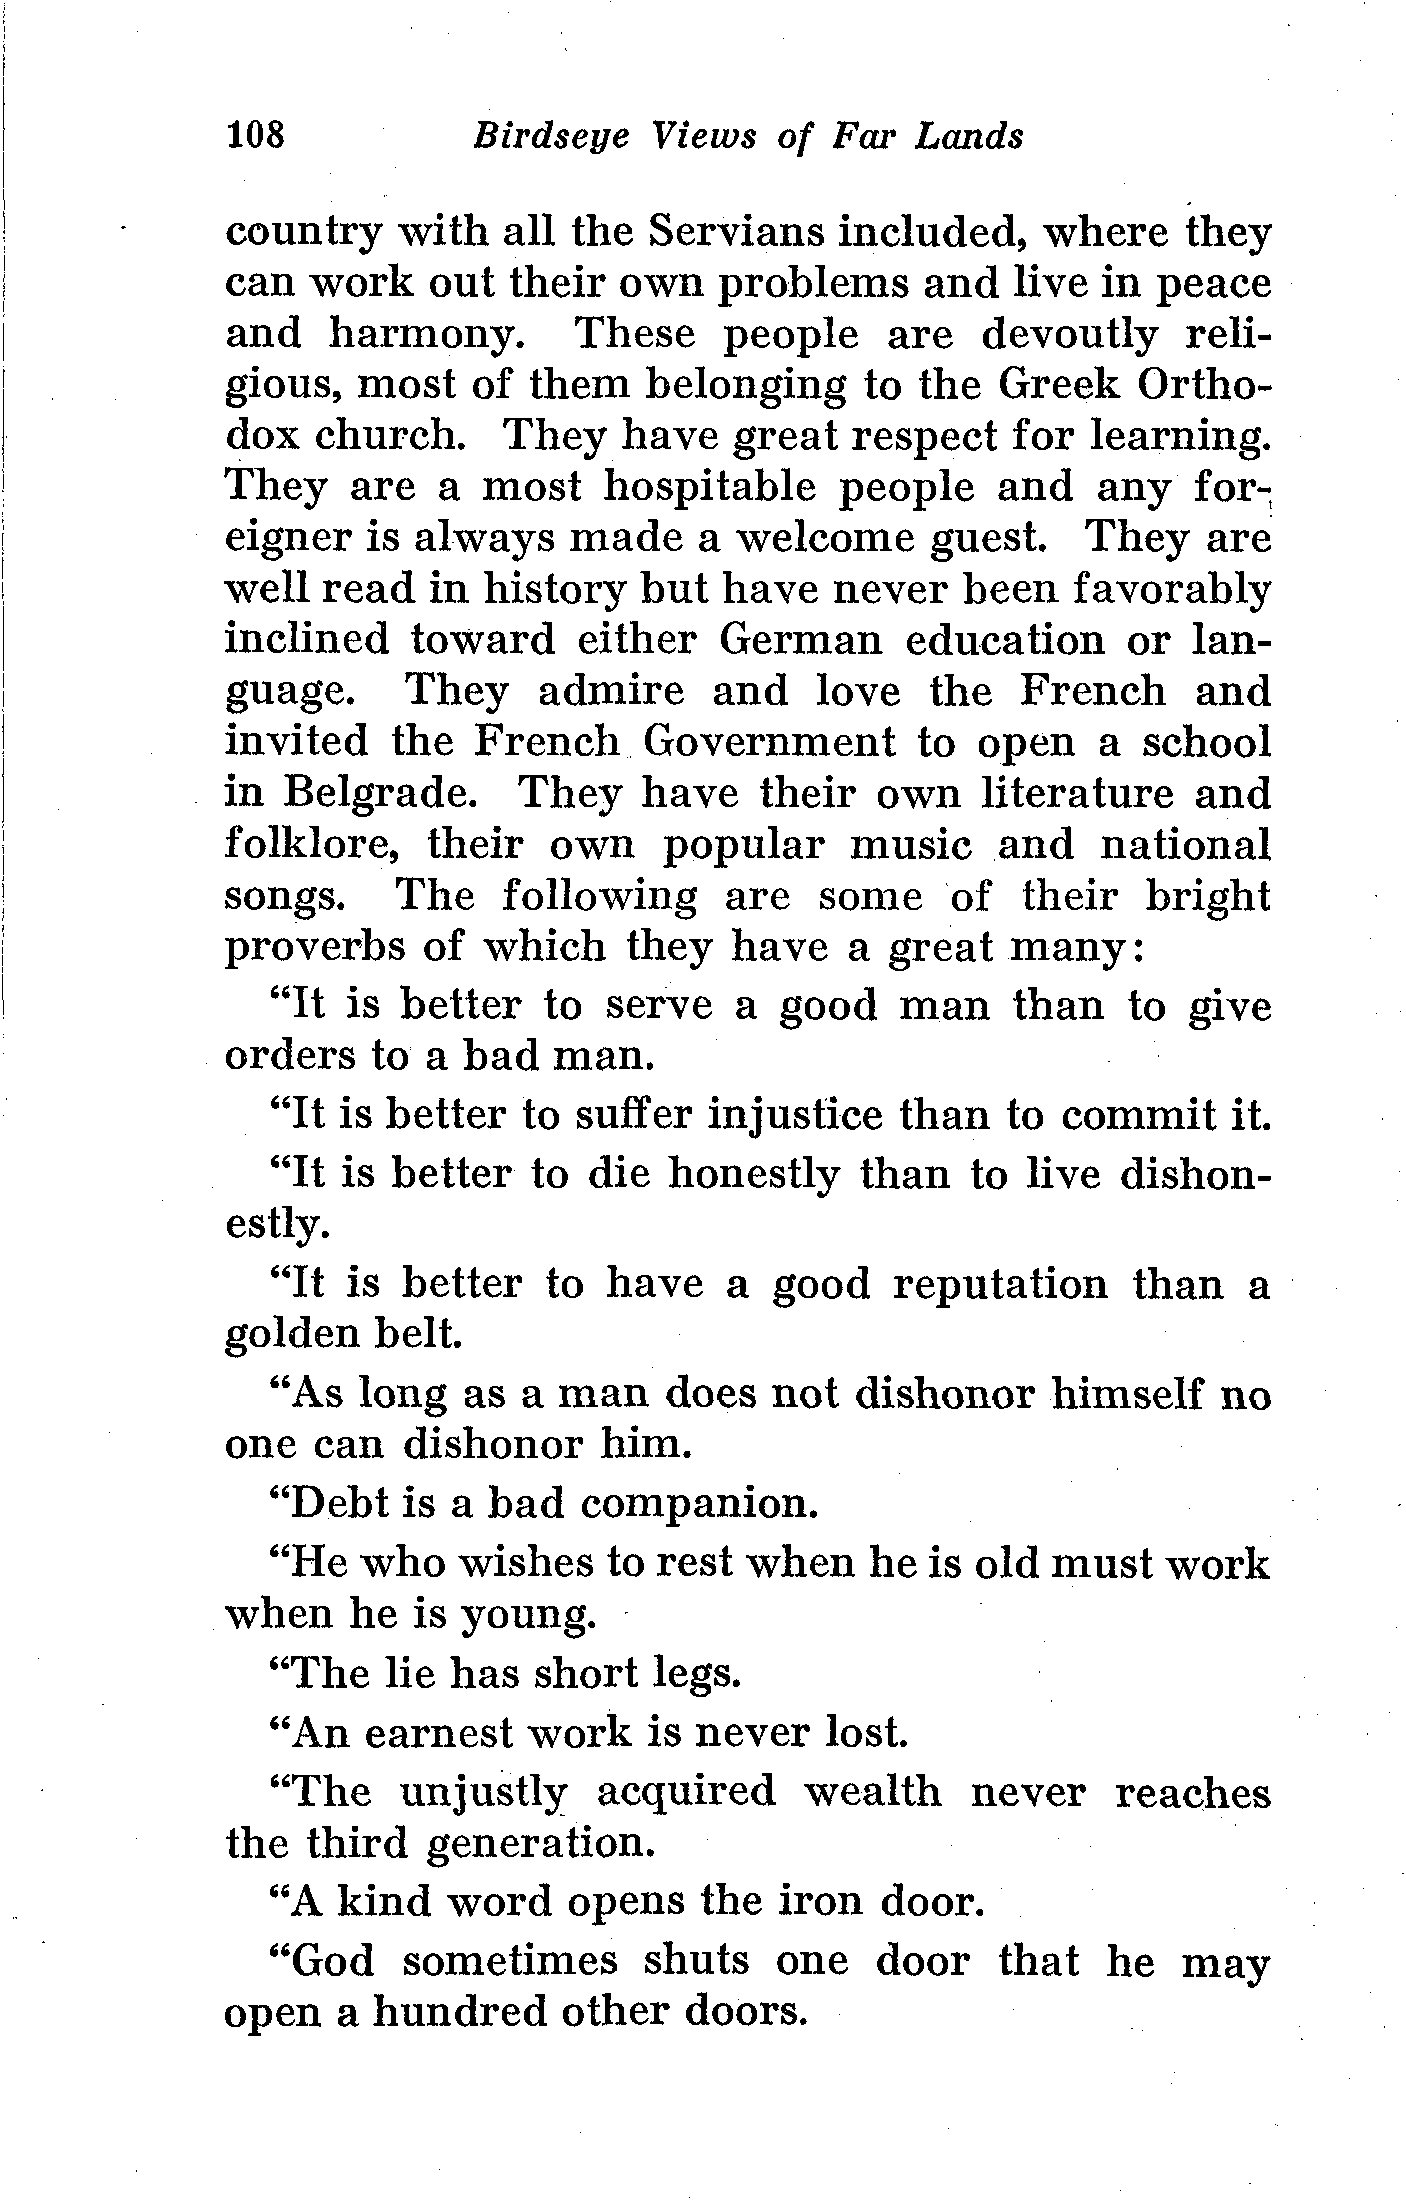 108 Birdseye Views of Far Lands
country with all the Servians included, where they
can work out their own problems and live in peace
and harmony. These people are devoutly reli-
gious, most of them belonging to the Greek Ortho-
dox church. They have great respect for learning.
They are a most hospitable people and any for-
eigner is always made a welcome guest. They are
well read in history but have never been favorably
inclined toward either German education or lan-
guage. They admire and love the French and
invited the French Government to open a school
in Belgrade. They have their own literature and
folklore, their own popular music and national
songs. The following are some of their bright
proverbs of which they have a great many:
“It is better to serve a good man than to give
orders to a bad man.
“It is better to suffer injustice than to commit it.
“It is better to die honestly than to live dishon-
estly.
“It is better to have a good reputation than a
golden belt.
“As long as a man does not dishonor himself no
one can dishonor him.
“Debt is a bad companion.
“He who wishes to rest when he is old must work
when he is young.
“The lie has short legs.
“An earnest work is never lost.
“The unjustly acquired wealth never reaches
the third generation.
“A kind word opens the iron door.
“God sometimes shuts one door that he may
open a hundred other doors.